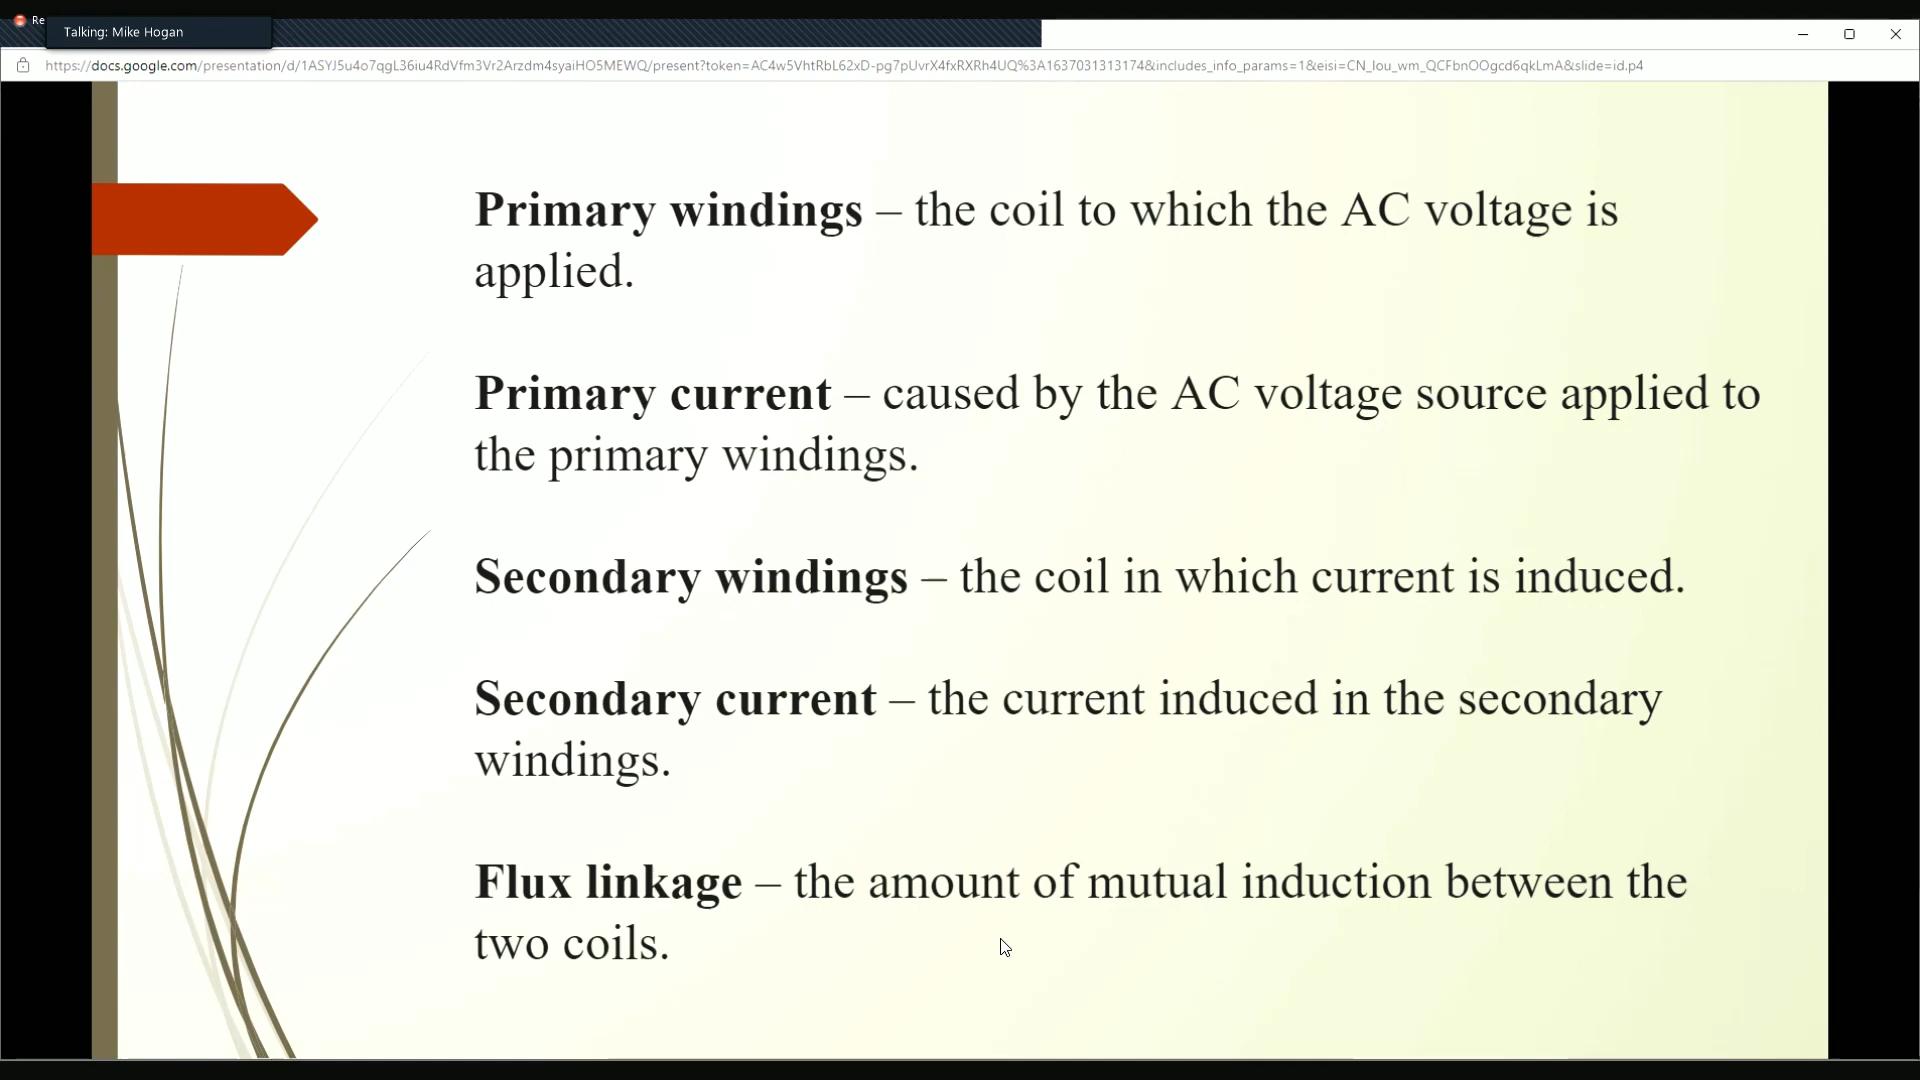 Re
Talking: Mike Hogan
https://docs.google.com/presentation/d/1ASYJ5u4o7qgL36iu4RdVfm3Vr2Arzdm4syaiHO5MEWQ/present?token=AC4w5VhtRbL62xD-pg7pUvrX4fxRXRh4UQ%3A1637031313174&includes_info_params=1&eisi=CN_lou_wm_QCFbnOOgcd6qkLmA&slide=id.p4
Primary windings – the coil to which the AC voltage is
applied.
Primary current – caused by the AC voltage source applied to
the primary windings.
Secondary windings – the coil in which current is induced.
Secondary current – the current induced in the secondary
windings.
Flux linkage – the amount of mutual induction between the
two coils.